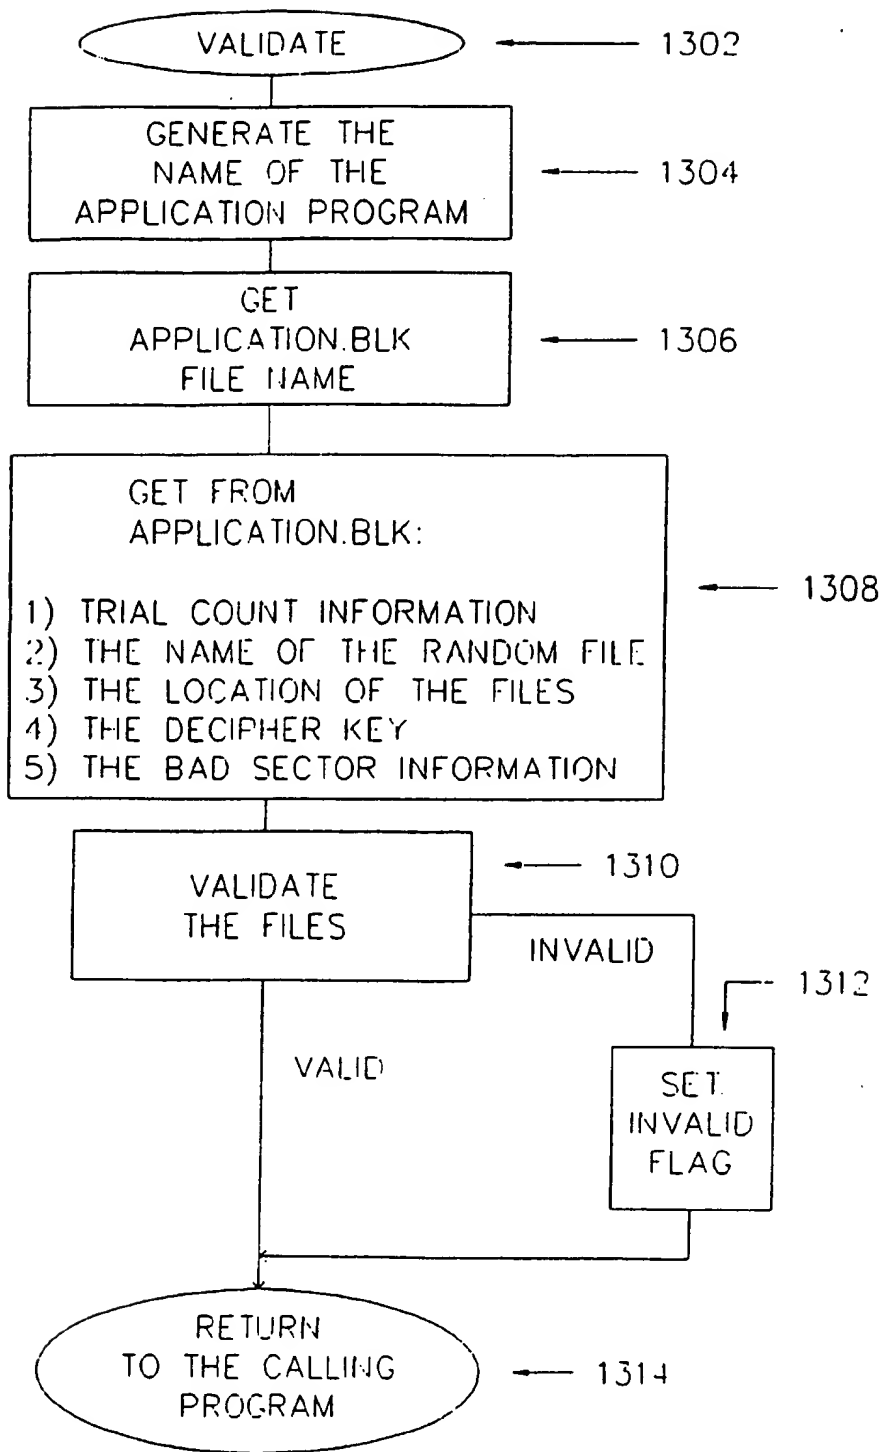 VALIDATE
1302
GENERATE THE
NAME OF THE
APPLICATION PROGRAM
1304
GET
APPLICATION.BLK
FILE NAME
1306
GET FROM
APPLICATION.BLK:
1308
1) TRIAL COUNT INFORMATION
2) THE NAME OF THE RANDOM FILE
3) THE LOCATION OF THE FILES
4) THE DECIPHER KEY
5) THE BAD SECTOR INFORMATION
1310
VALIDATE
THE FILES
INVALID
1312
VALID
SET
INVALID
FLAG
RETURN
TO THE CALLING
PROGRAM
1314